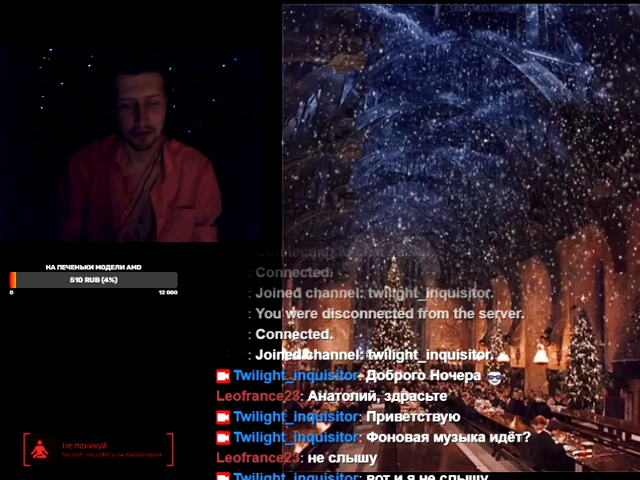 Connected.
: Joined channel: twilight_inquisitor.
: You were disconnected from the server.
: Connected.
: Joined channel: twilight_inquisitor.
Twilight_inquisitor: Доброго Ночера
Leofrance23: Анатолий, здрасьте
Twilight_inquisitor: Приветствую
Twilight_inquisitor: Фоновая музыка идёт?
Leofrance23: не слышу
Twilight_inquisitor: вот и я не слышу
НА ПЕЧЕНЬКИ МОДЕЛИ AMD
510 RUB (4%)
0 12 000
Не паникуй